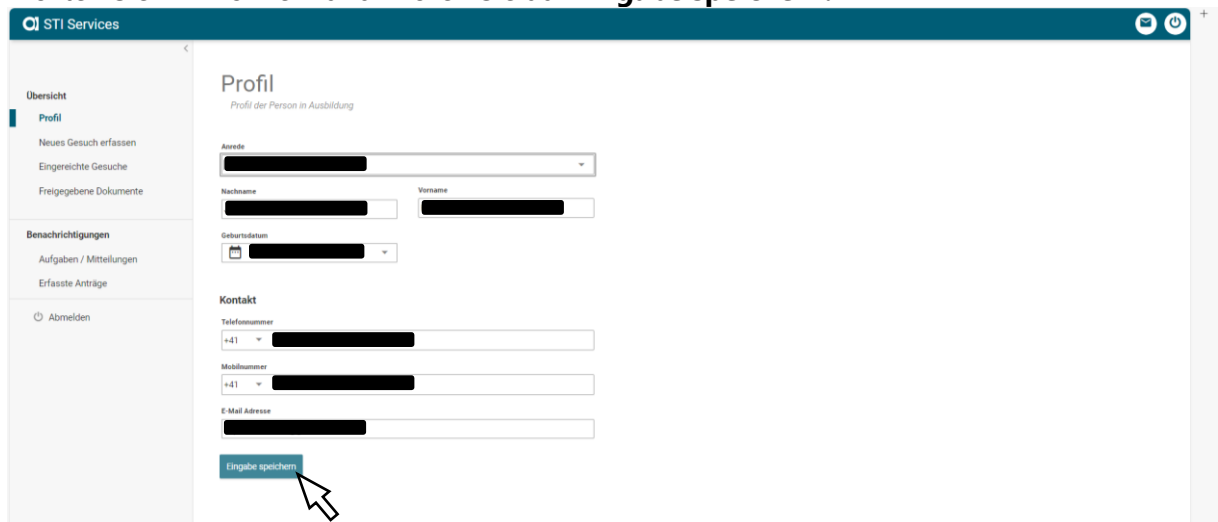 STI Services
Übersicht
Profil
Neues Gesuch erfassen
Eingereichte Gesuche
Freigegebene Dokumente
Benachrichtigungen
Aufgaben / Mitteilungen
Erfasste Anträge
Abmelden
Profil
Profil der Person in Ausbildung
Anrede
Nachname Vorname
Geburtsdatum
Kontakt
Telefonnummer
+41
Mobilnummer
+41
E-Mail Adresse
Eingabe speichern